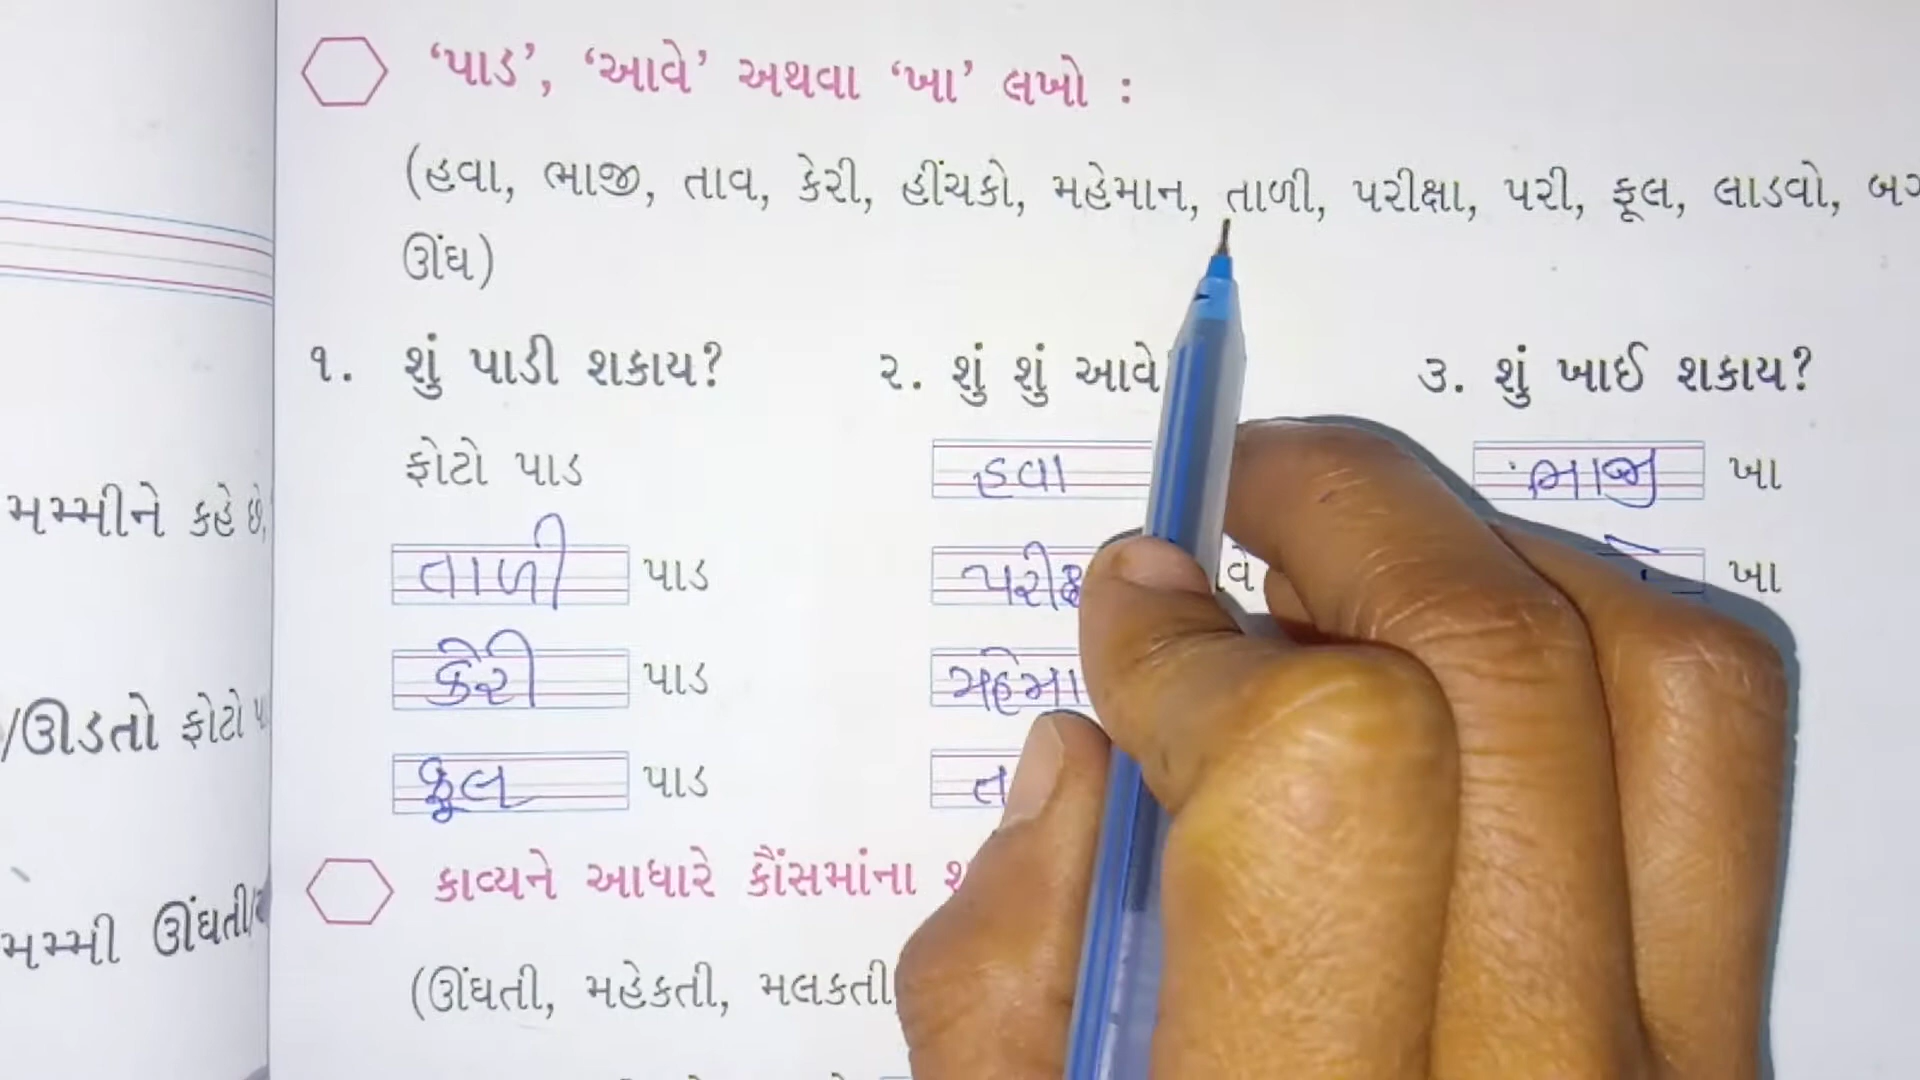 ‘પાડ’, ‘આવે’ અથવા ‘ખા’ લખો :
(હવા, ભાજી, તાવ, કેરી, હીંચકો, મહેમાન, તાળી, પરીક્ષા, પરી, ફૂલ, લાડવો,
ઊંઘ)
૧. શું પાડી શકાય? ૨. શું શું આવે ૩. શું ખાઈ શકાય?
ફોટો પાડ હવા ભાજી ખા
તાળી પાડ ખા
કેરી પાડ
ફૂલ પાડ
કાવ્યને આધારે કૌંસમાંના
(ઊંઘતી, મહેકતી, મલકતી
મમ્મીને કહે છે,
/ઊડતો ફોટો
મમ્મી ઊંઘતી/